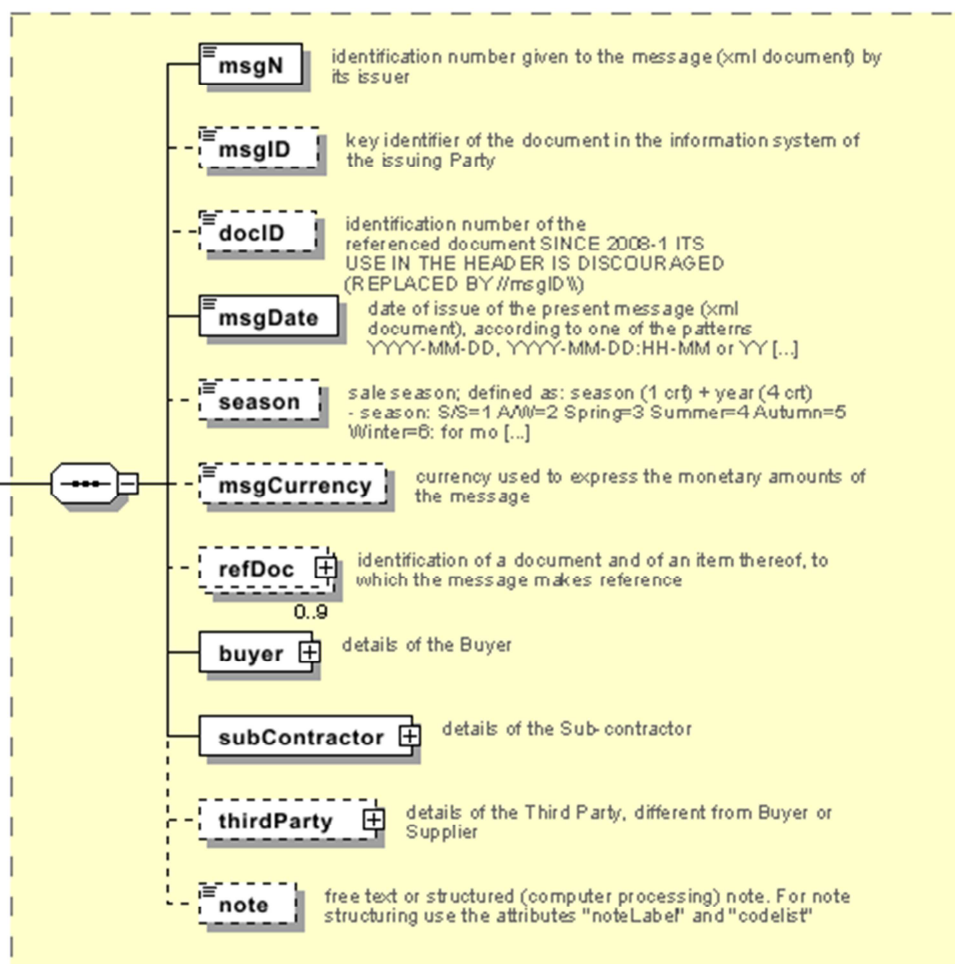 msgN
identification number given to the message (xml document) by
its issuer
msgID
key identifier of the document in the information system of
the issuing Party
docID
identification number of the
referenced document SINCE 2008-1 ITS
USE IN THE HEADER IS DISCOURAGED
(REPLACED BY //msgID\\)
msgDate
date of issue of the present message (xml
document), according to one of the patterns
YYYY-MM-DD, YYYY-MM-DD:HH-MM or YY [...]
season
sale season; defined as: season (1 crt) + year (4 crt)
- season: S/S=1 A/W=2 Spring=3 Summer=4 Autumn=5
Winter=6: for mo [...]
msgCurrency
currency used to express the monetary amounts of
the message
refDoc
identification of a document and of an item thereof, to
which the message makes reference
0..9
buyer
details of the Buyer
subContractor
details of the Sub-contractor
thirdParty
details of the Third Party, different from Buyer or
Supplier
note
free text or structured (computer processing) note. For note
structuring use the attributes "noteLabel" and "codelist"